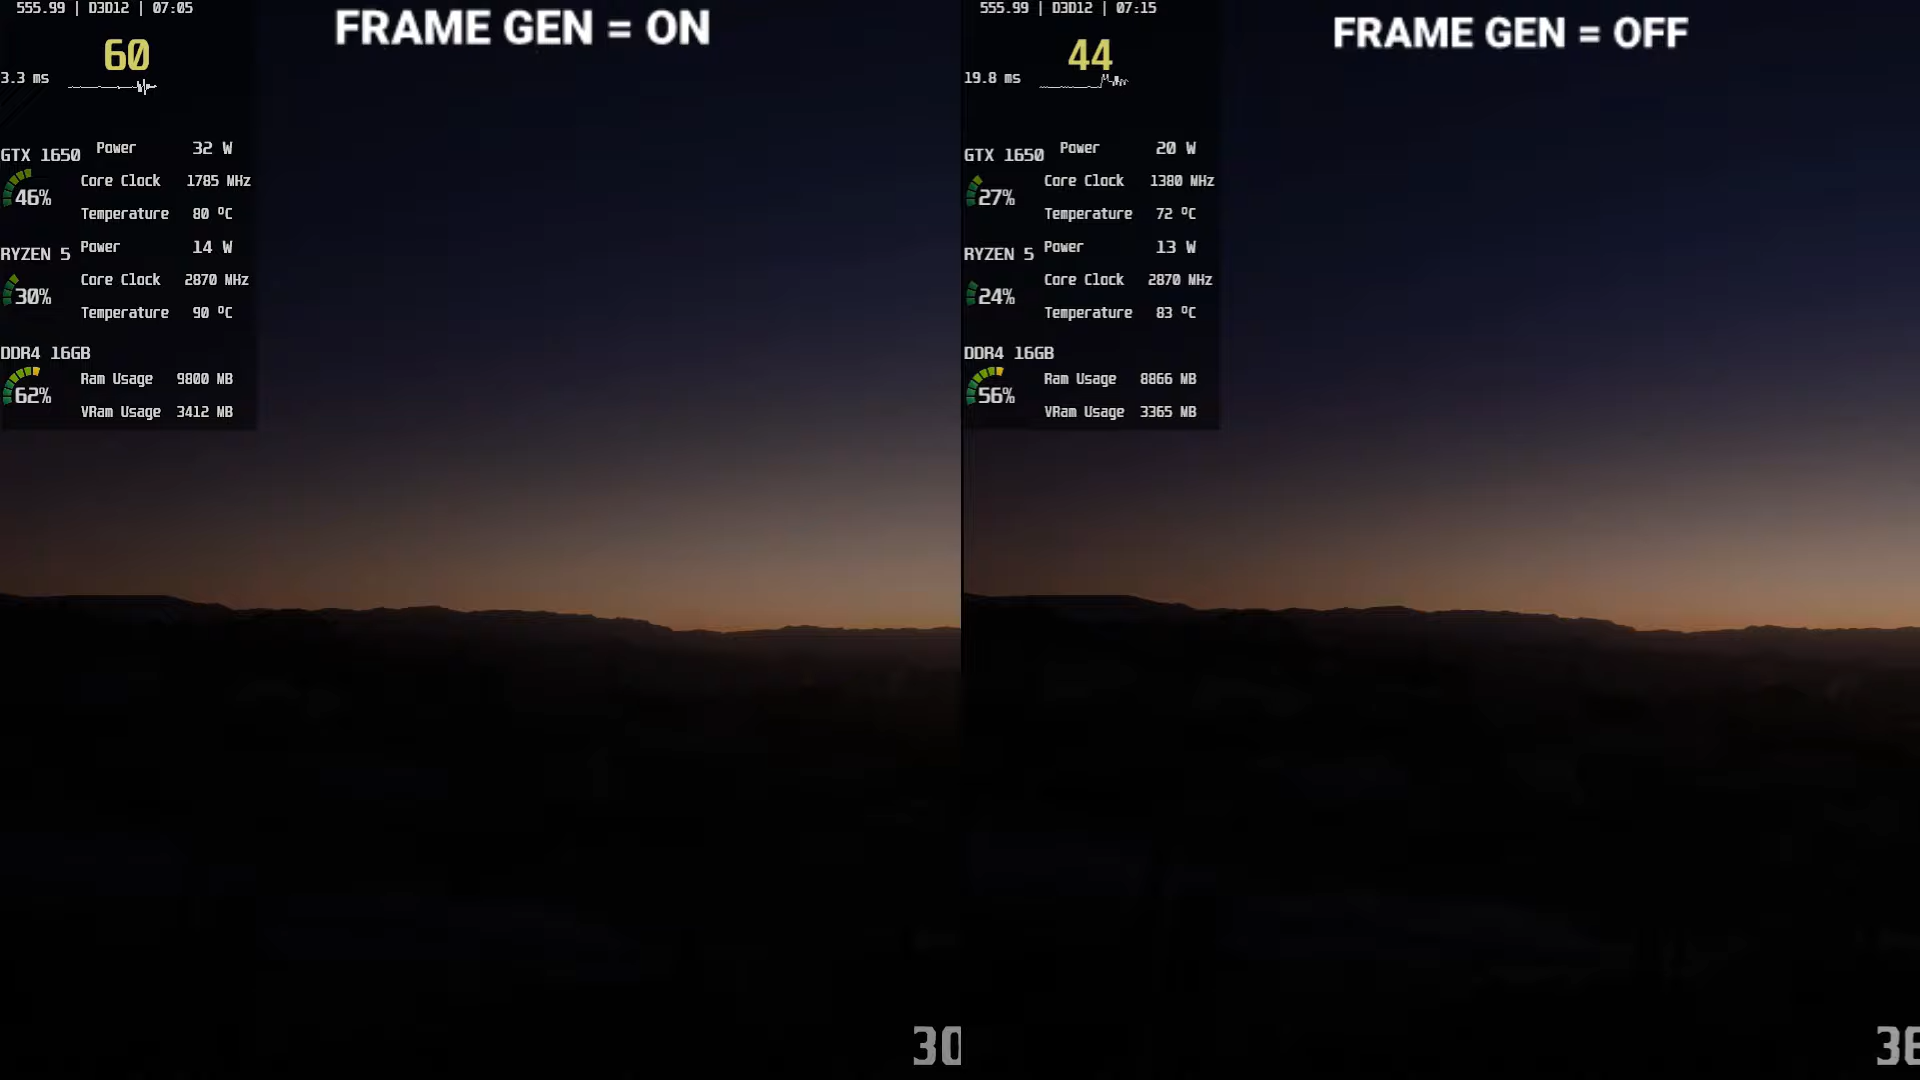 555.99 | D3D12 | 07:05
FRAME GEN = ON
60
3.3 ms
GTX 1650 Power 32 W
46% Core Clock 1785 MHz
Temperature 80 ºC
RYZEN 5 Power 14 W
30% Core Clock 2870 MHz
Temperature 90 ºC
DDR4 16GB
62% Ram Usage 9800 MB
VRam Usage 3412 MB
30
555.99 | D3D12 | 07:15
FRAME GEN = OFF
44
19.8 ms
GTX 1650 Power 20 W
27% Core Clock 1380 MHz
Temperature 72 ºC
RYZEN 5 Power 13 W
24% Core Clock 2870 MHz
Temperature 83 ºC
DDR4 16GB
56% Ram Usage 8866 MB
VRam Usage 3365 MB